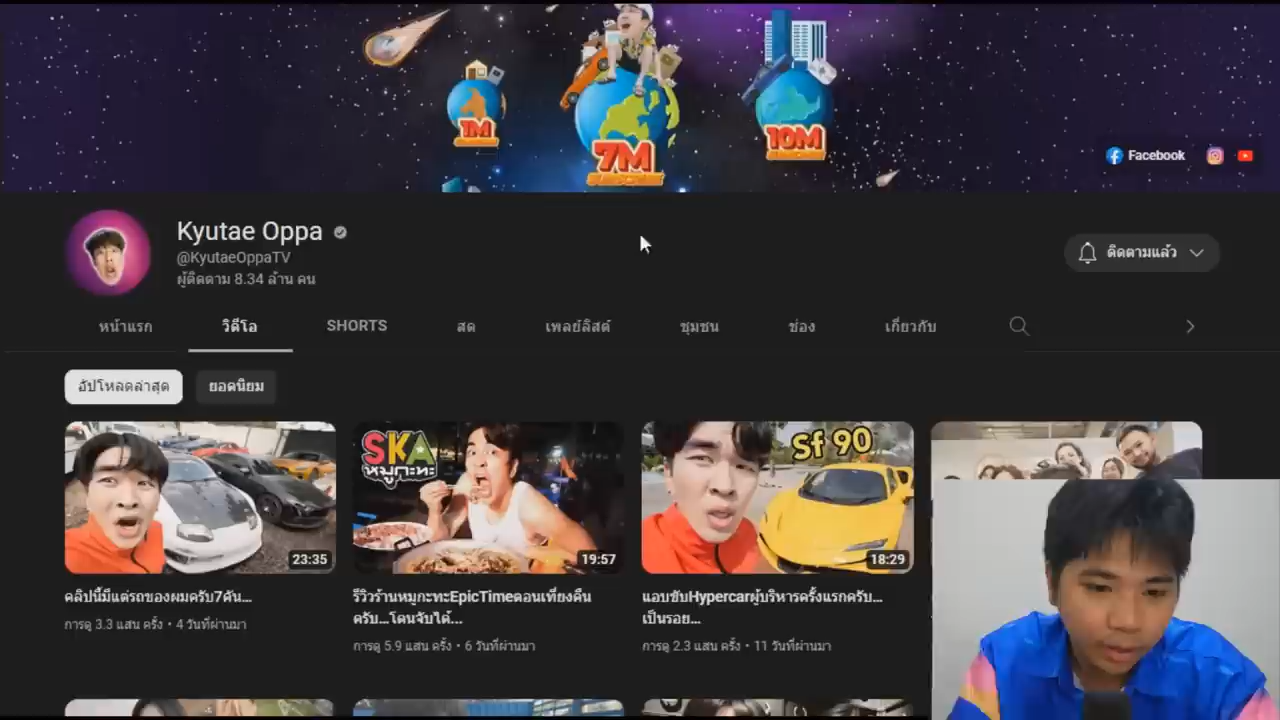 1M
7M
SUBSCRIBE
10M
Facebook
Kyutae Oppa
@KyutaeOppaTV
ผู้ติดตาม 8.34 ล้าน คน
ติดตามแล้ว
หน้าแรก
วิดีโอ
SHORTS
สด
เพลย์ลิสต์
ชุมชน
ช่อง
เกี่ยวกับ
อัปโหลดล่าสุด
ยอดนิยม
23:35
SKA
หมูกะทะ
19:57
Sf 90
18:29
คลิปนี้มีแต่รถของผมครับ7คัน...
การดู 3.3 แสน ครั้ง • 4 วันที่ผ่านมา
รีวิวร้านหมูกะทะEpicTimeตอนเที่ยงคืน
ครับ...โดนจับได้...
การดู 5.9 แสน ครั้ง • 6 วันที่ผ่านมา
แอบขับHypercarผู้บริหารครั้งแรกครับ...
เป็นรอย...
การดู 2.3 แสน ครั้ง • 11 วันที่ผ่านมา